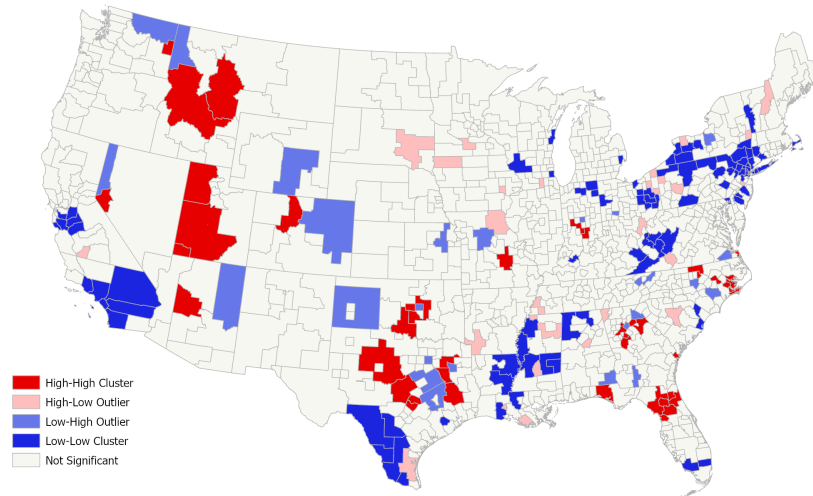 High-High Cluster
High-Low Outlier
Low-High Outlier
Low-Low Cluster
Not Significant